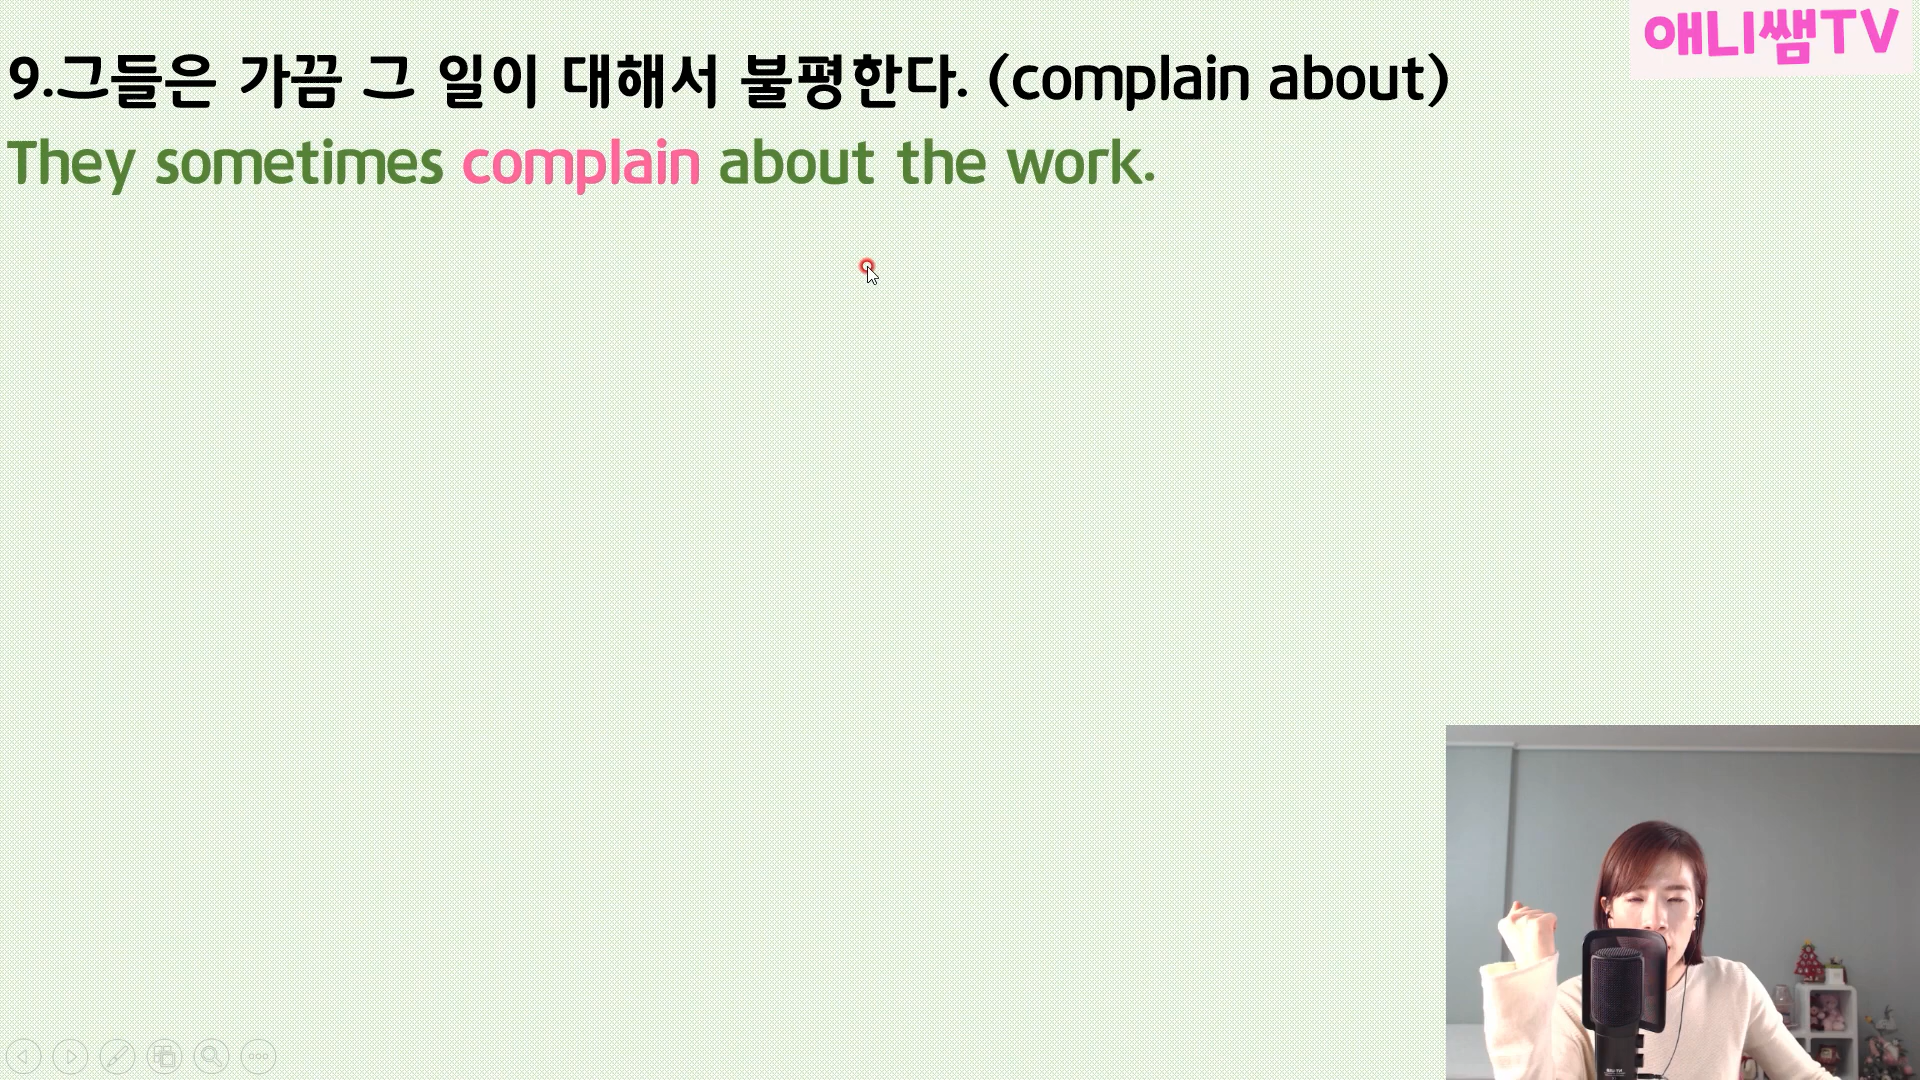 애니쌤TV
9.그들은 가끔 그 일이 대해서 불평한다. (complain about)
They sometimes complain about the work.